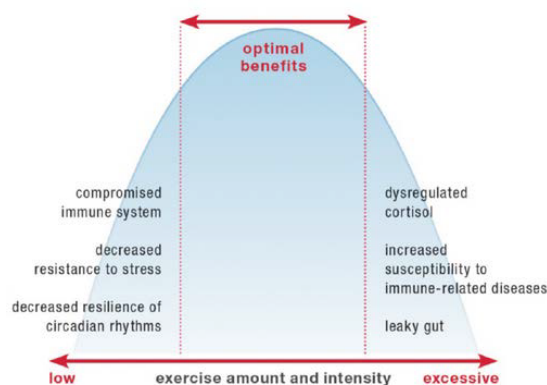 optimal
benefits
compromised
immune system
decreased
resistance to stress
decreased resilience of
circadian rhythms
dysregulated
cortisol
increased
susceptibility to
immune-related diseases
leaky gut
low
exercise amount and intensity
excessive